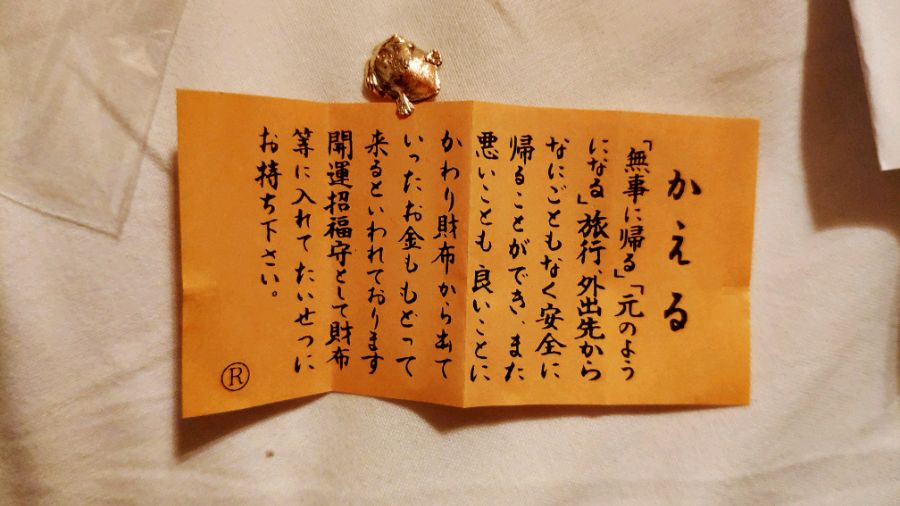 かえる
「無事に帰る」「元のよう
になる」旅行、外出先から
なにごともなく安全に
帰ることができ、また
悪いことも良いことに
かわり財布から出て
いったお金ももどって
来るといわれております
開運招福守として財布
等に入れてたいせつに
お持ち下さい。
®